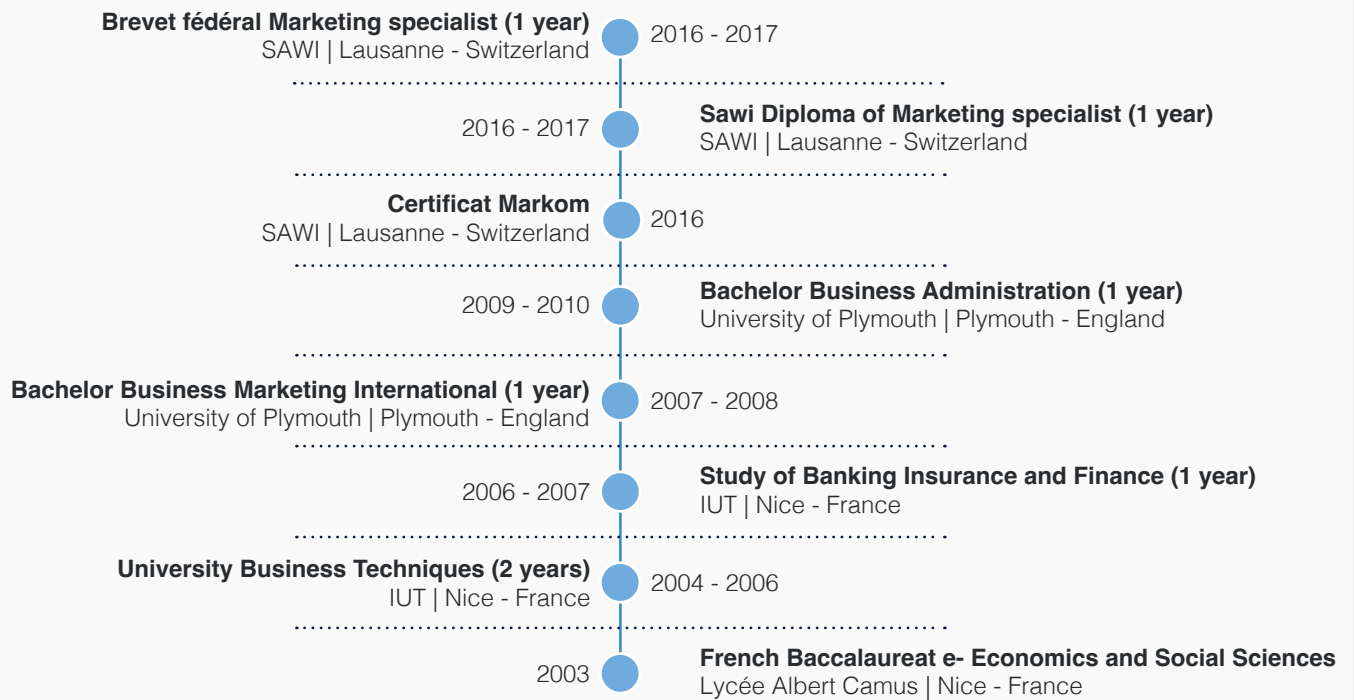 Brevet fédéral Marketing specialist (1 year)
SAWI | Lausanne - Switzerland
2016 - 2017
2016 - 2017
Sawi Diploma of Marketing specialist (1 year)
SAWI | Lausanne - Switzerland
Certificat Markom
SAWI | Lausanne - Switzerland
2016
2009 - 2010
Bachelor Business Administration (1 year)
University of Plymouth | Plymouth - England
Bachelor Business Marketing International (1 year)
University of Plymouth | Plymouth - England
2007 - 2008
2006 - 2007
Study of Banking Insurance and Finance (1 year)
IUT | Nice - France
University Business Techniques (2 years)
IUT | Nice - France
2004 - 2006
2003
French Baccalaureat e- Economics and Social Sciences
Lycée Albert Camus | Nice - France